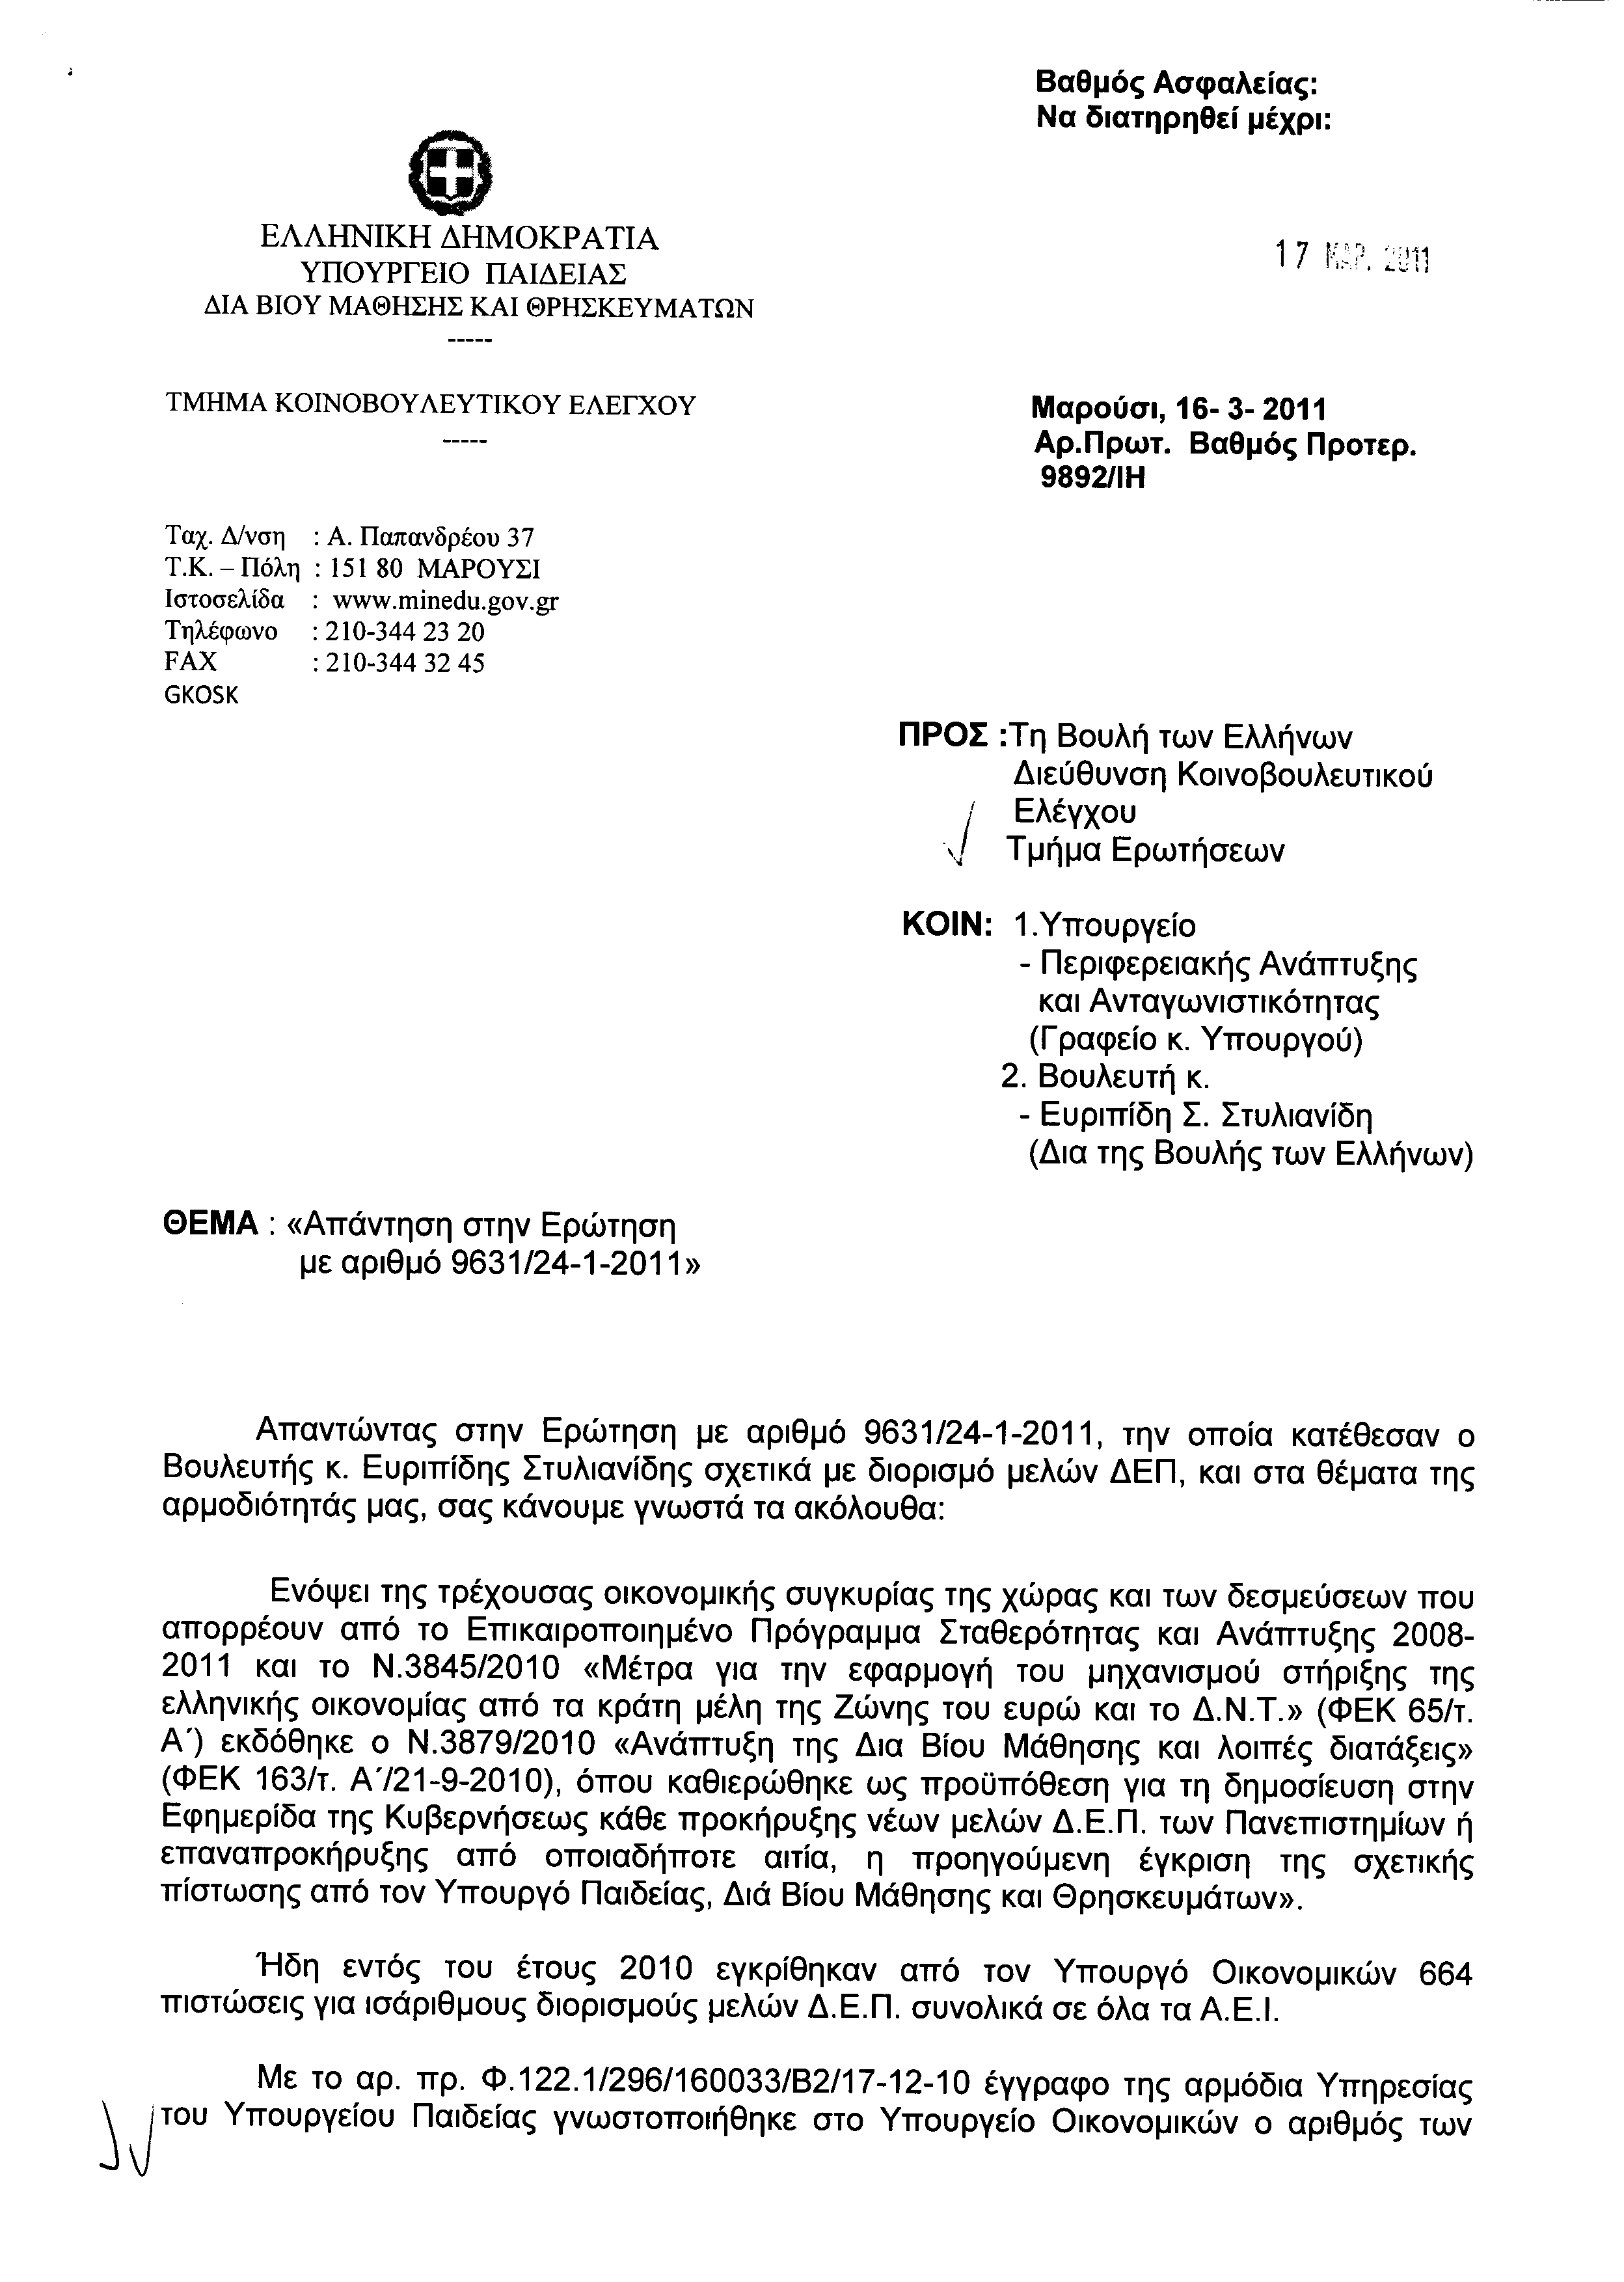 Βαθμός Ασφαλείας:
Να διατηρηθεί μέχρι:
ΕΛΛΗΝΙΚΗ ΔΗΜΟΚΡΑΤΙΑ
ΥΠΟΥΡΓΕΙΟ ΠΑΙΔΕΙΑΣ
ΔΙΑ ΒΙΟΥ ΜΑΘΗΣΗΣ ΚΑΙ ΘΡΗΣΚΕΥΜΑΤΩΝ
-----
17 ΜΑΡ. 2011
ΤΜΗΜΑ ΚΟΙΝΟΒΟΥΛΕΥΤΙΚΟΥ ΕΛΕΓΧΟΥ
-----
Μαρούσι, 16- 3- 2011
Αρ.Πρωτ. Βαθμός Προτερ.
9892/ΙΗ
Ταχ. Δ/νση : Α. Παπανδρέου 37
Τ.Κ. – Πόλη : 151 80 ΜΑΡΟΥΣΙ
Ιστοσελίδα : www.minedu.gov.gr
Τηλέφωνο : 210-344 23 20
FAX : 210-344 32 45
GKOSK
ΠΡΟΣ :Τη Βουλή των Ελλήνων
Διεύθυνση Κοινοβουλευτικού
Ελέγχου
Τμήμα Ερωτήσεων
ΚΟΙΝ: 1.Υπουργείο
- Περιφερειακής Ανάπτυξης
και Ανταγωνιστικότητας
(Γραφείο κ. Υπουργού)
2. Βουλευτή κ.
- Ευριπίδη Σ. Στυλιανίδη
(Δια της Βουλής των Ελλήνων)
ΘΕΜΑ : «Απάντηση στην Ερώτηση
με αριθμό 9631/24-1-2011»
Απαντώντας στην Ερώτηση με αριθμό 9631/24-1-2011, την οποία κατέθεσαν ο
Βουλευτής κ. Ευριπίδης Στυλιανίδης σχετικά με διορισμό μελών ΔΕΠ, και στα θέματα της
αρμοδιότητάς μας, σας κάνουμε γνωστά τα ακόλουθα:
Ενόψει της τρέχουσας οικονομικής συγκυρίας της χώρας και των δεσμεύσεων που
απορρέουν από το Επικαιροποιημένο Πρόγραμμα Σταθερότητας και Ανάπτυξης 2008-
2011 και το Ν.3845/2010 «Μέτρα για την εφαρμογή του μηχανισμού στήριξης της
ελληνικής οικονομίας από τα κράτη μέλη της Ζώνης του ευρώ και το Δ.Ν.Τ.» (ΦΕΚ 65/τ.
Α΄) εκδόθηκε ο Ν.3879/2010 «Ανάπτυξη της Δια Βίου Μάθησης και λοιπές διατάξεις»
(ΦΕΚ 163/τ. Α΄/21-9-2010), όπου καθιερώθηκε ως προϋπόθεση για τη δημοσίευση στην
Εφημερίδα της Κυβερνήσεως κάθε προκήρυξης νέων μελών Δ.Ε.Π. των Πανεπιστημίων ή
επαναπροκήρυξης από οποιαδήποτε αιτία, η προηγούμενη έγκριση της σχετικής
πίστωσης από τον Υπουργό Παιδείας, Διά Βίου Μάθησης και Θρησκευμάτων».
Ήδη εντός του έτους 2010 εγκρίθηκαν από τον Υπουργό Οικονομικών 664
πιστώσεις για ισάριθμους διορισμούς μελών Δ.Ε.Π. συνολικά σε όλα τα Α.Ε.Ι.
Με το αρ. πρ. Φ.122.1/296/160033/Β2/17-12-10 έγγραφο της αρμόδια Υπηρεσίας
του Υπουργείου Παιδείας γνωστοποιήθηκε στο Υπουργείο Οικονομικών ο αριθμός των